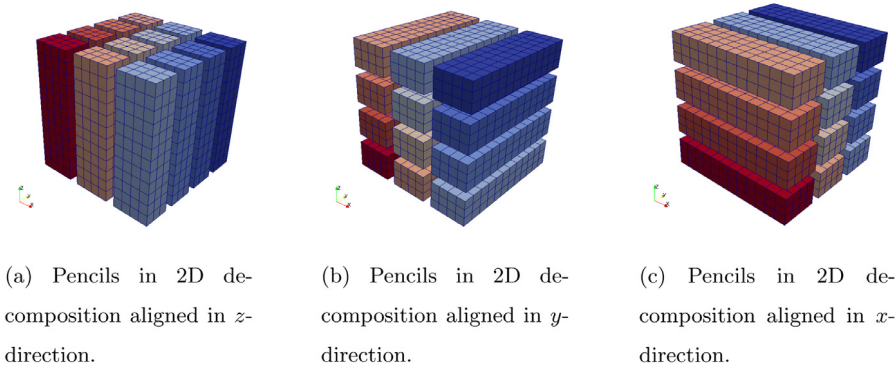 (a) Pencils in 2D de-
composition aligned in z-
direction.
(b) Pencils in 2D de-
composition aligned in y-
direction.
(c) Pencils in 2D de-
composition aligned in x-
direction.